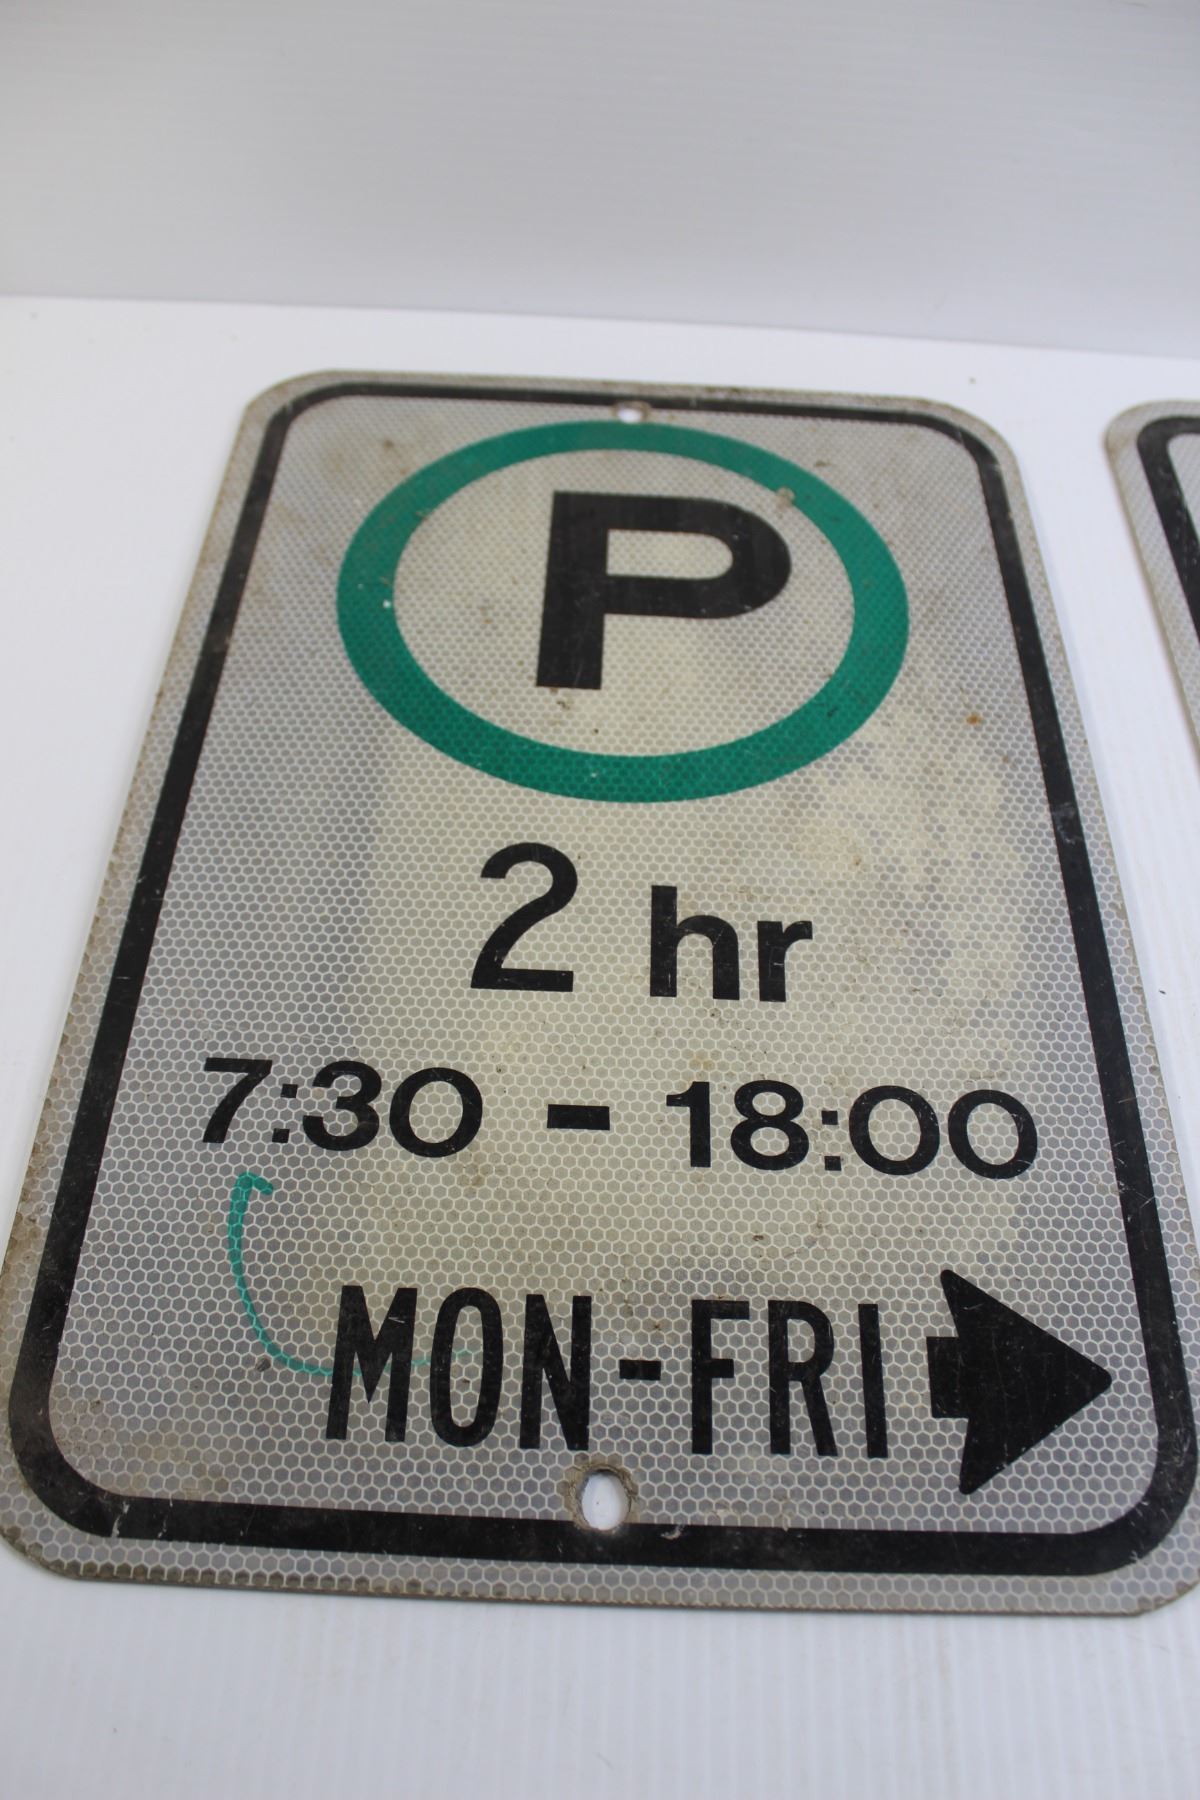 P
2 hr
7:30 - 18:00
MON-FRI